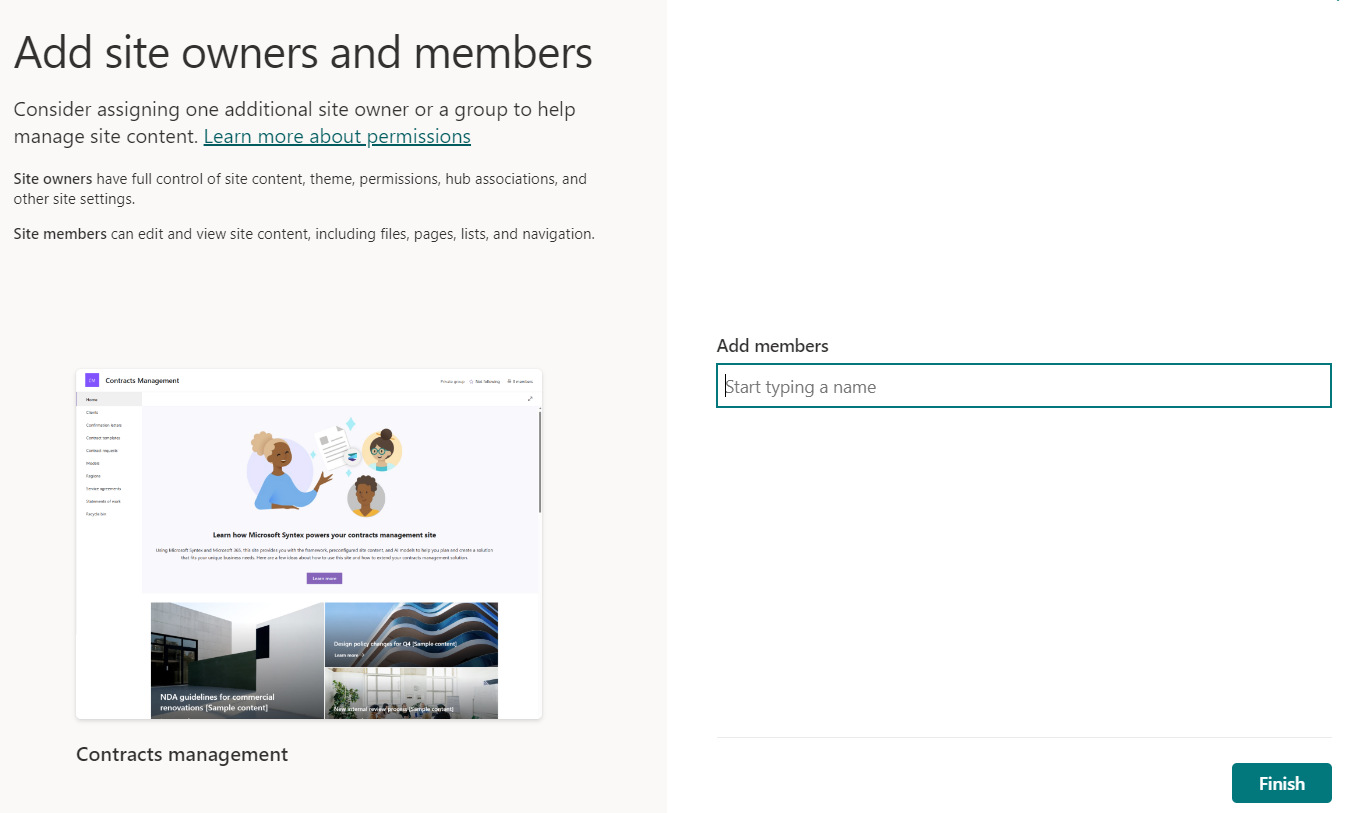 Add site owners and members
Consider assigning one additional site owner or a group to help
manage site content. Learn more about permissions
Site owners have full control of site content, theme, permissions, hub associations, and
other site settings.
Site members can edit and view site content, including files, pages, lists, and navigation.
Add members
Start typing a name
CM
Contracts Management
Private group
Not following
Home
Clients
Confirmation letters
Contract templates
Contract requests
Models
Regions
Service agreements
Statements of work
Recycle bin
Learn how Microsoft Syntex powers your contracts management site
Using Microsoft Syntex and Microsoft 365, this site provides you with the framework, preconfigured site content, and AI models to help you plan and create a solution
that fits your unique business needs. Here are a few ideas about how to use this site and how to extend your contracts management solution.
Learn more
Design policy changes for Q4 [Sample content]
Learn more
NDA guidelines for commercial
renovations [Sample content]
New internal review process [Sample content]
Contracts management
Finish